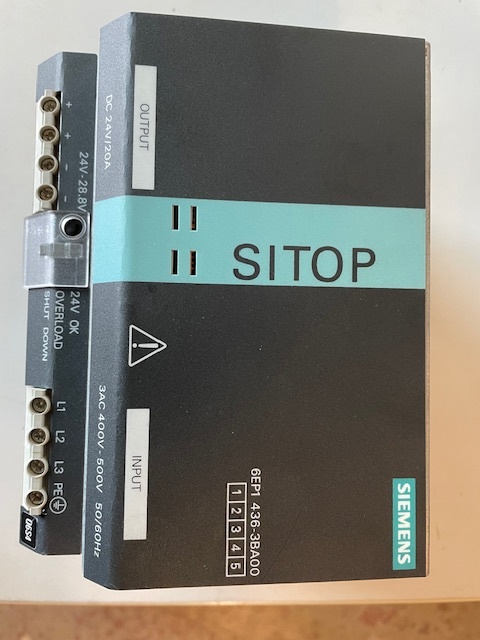 +
+
-
-
24V-28.8V
24V OK
OVERLOAD
SHUT DOWN
L1
L2
L3
PE
06S4
DC 24V/20A
OUTPUT
SITOP
3AC 400V-500V 50/60Hz
INPUT
6EP1 436-3BA00
1 2 3 4 5
SIEMENS